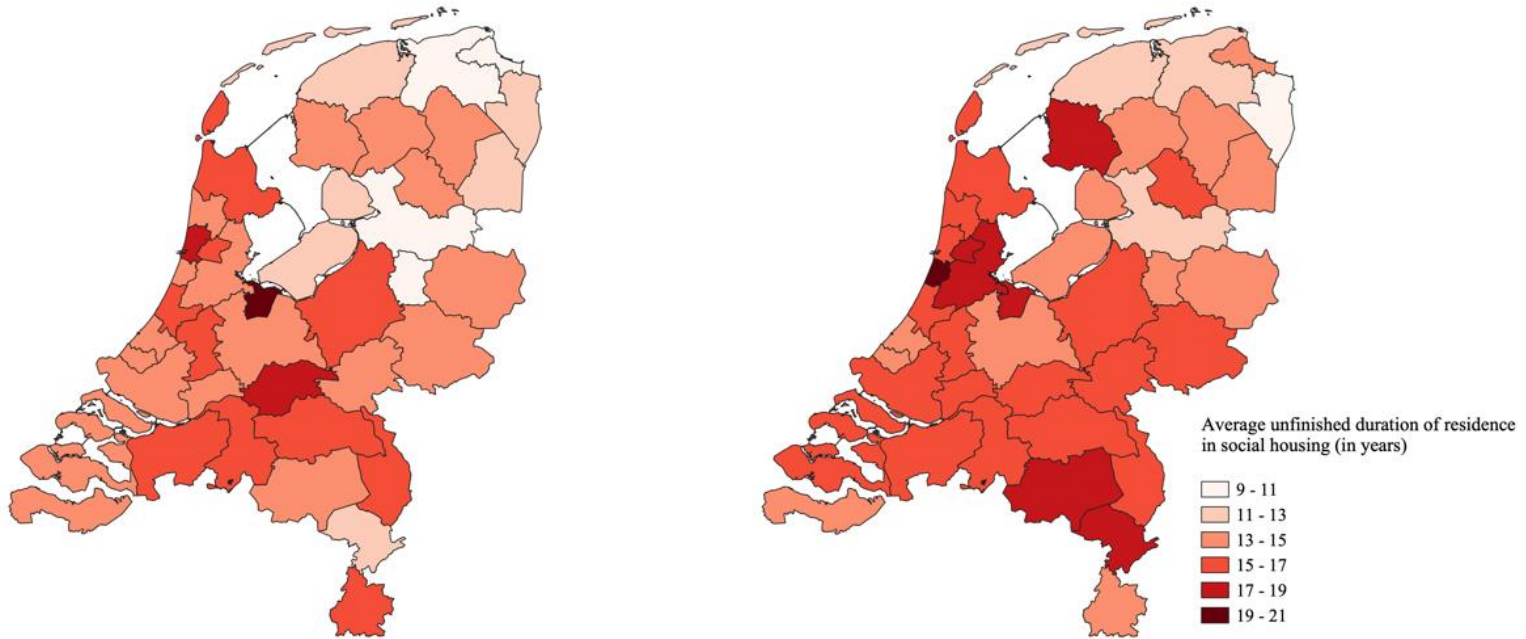 Average unfinished duration of residence
in social housing (in years)
9 - 11
11 - 13
13 - 15
15 - 17
17 - 19
19 - 21